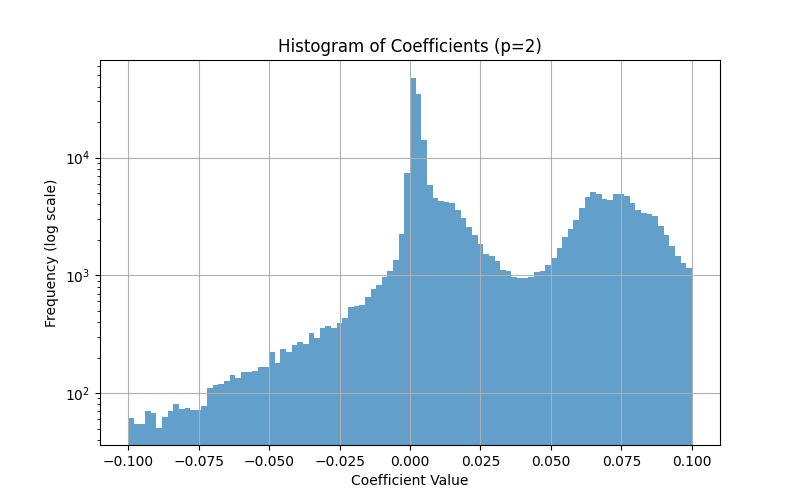 Histogram of Coefficients (p=2)
Frequency (log scale)
10^4
10^3
10^2
−0.100 −0.075 −0.050 −0.025 0.000 0.025 0.050 0.075 0.100
Coefficient Value